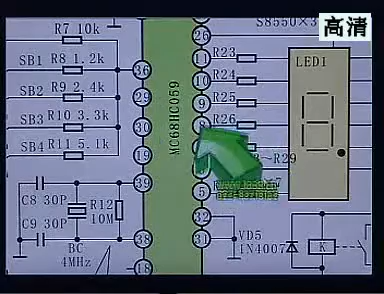 R7 10k
S8550×3
高清
26
11
R23
LED1
SB1 R8 1.2k
36
10
R24
SB2 R9 2.4k
29
9
R25
MC68HC059
SB3 R10 3.3k
30
R26
SB4 R11 5.1k
19
~R29
39
5
C8 30P
R12
10M
32
C9 30P
38
31
VD5
1N4007
K
BC
4MHz
18